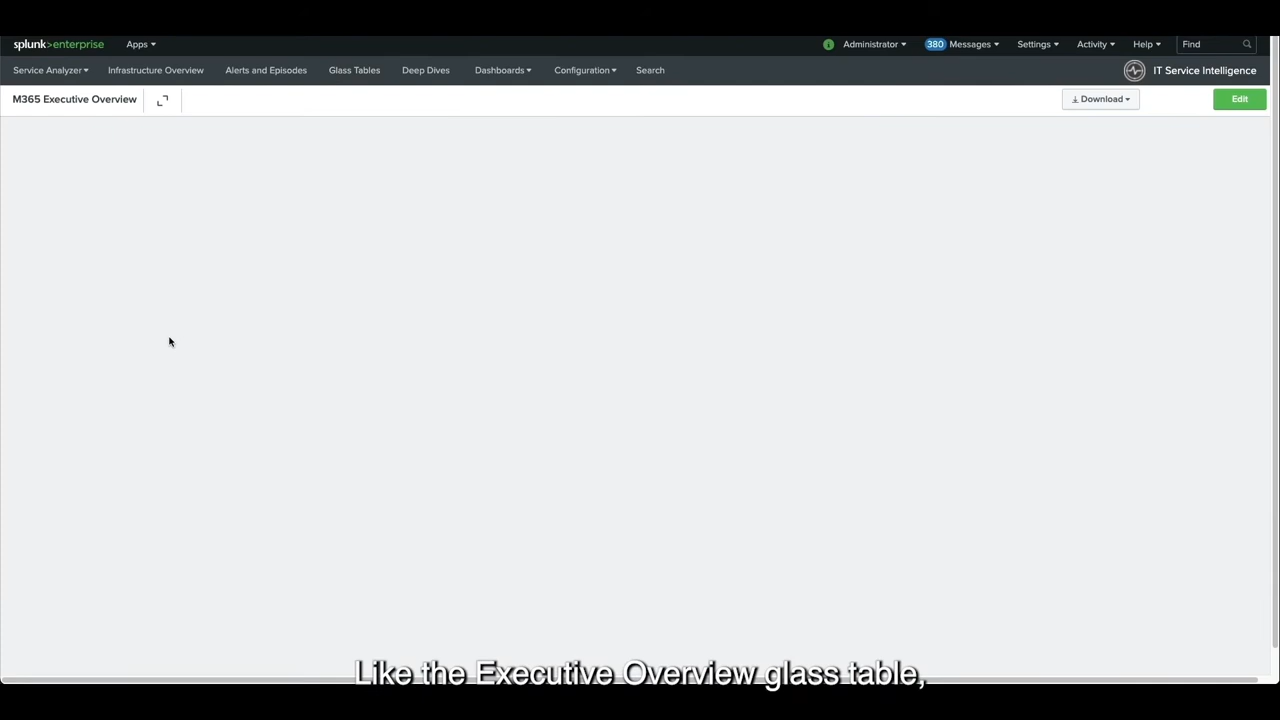 splunk>enterprise Apps Administrator 380 Messages Settings Activity Help Find
Service Analyzer Infrastructure Overview Alerts and Episodes Glass Tables Deep Dives Dashboards Configuration Search IT Service Intelligence
M365 Executive Overview Download Edit
Like the Executive Overview glass table,